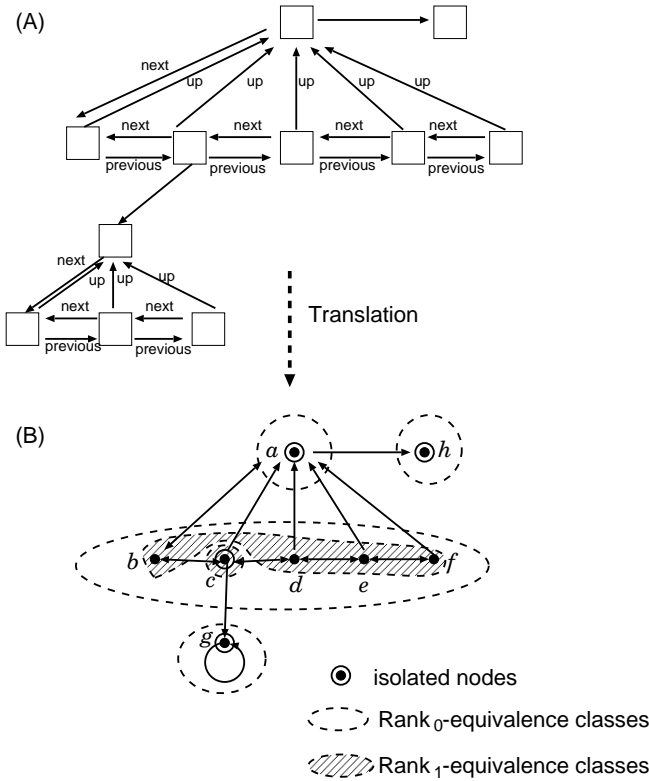 (A)
next
up
up
up
up
up
next
next
next
next
previous
previous
previous
previous
next
up
up
up
next
next
previous
previous
Translation
(B)
a
h
b
c
d
e
f
g
isolated nodes
Rank 0-equivalence classes
Rank 1-equivalence classes